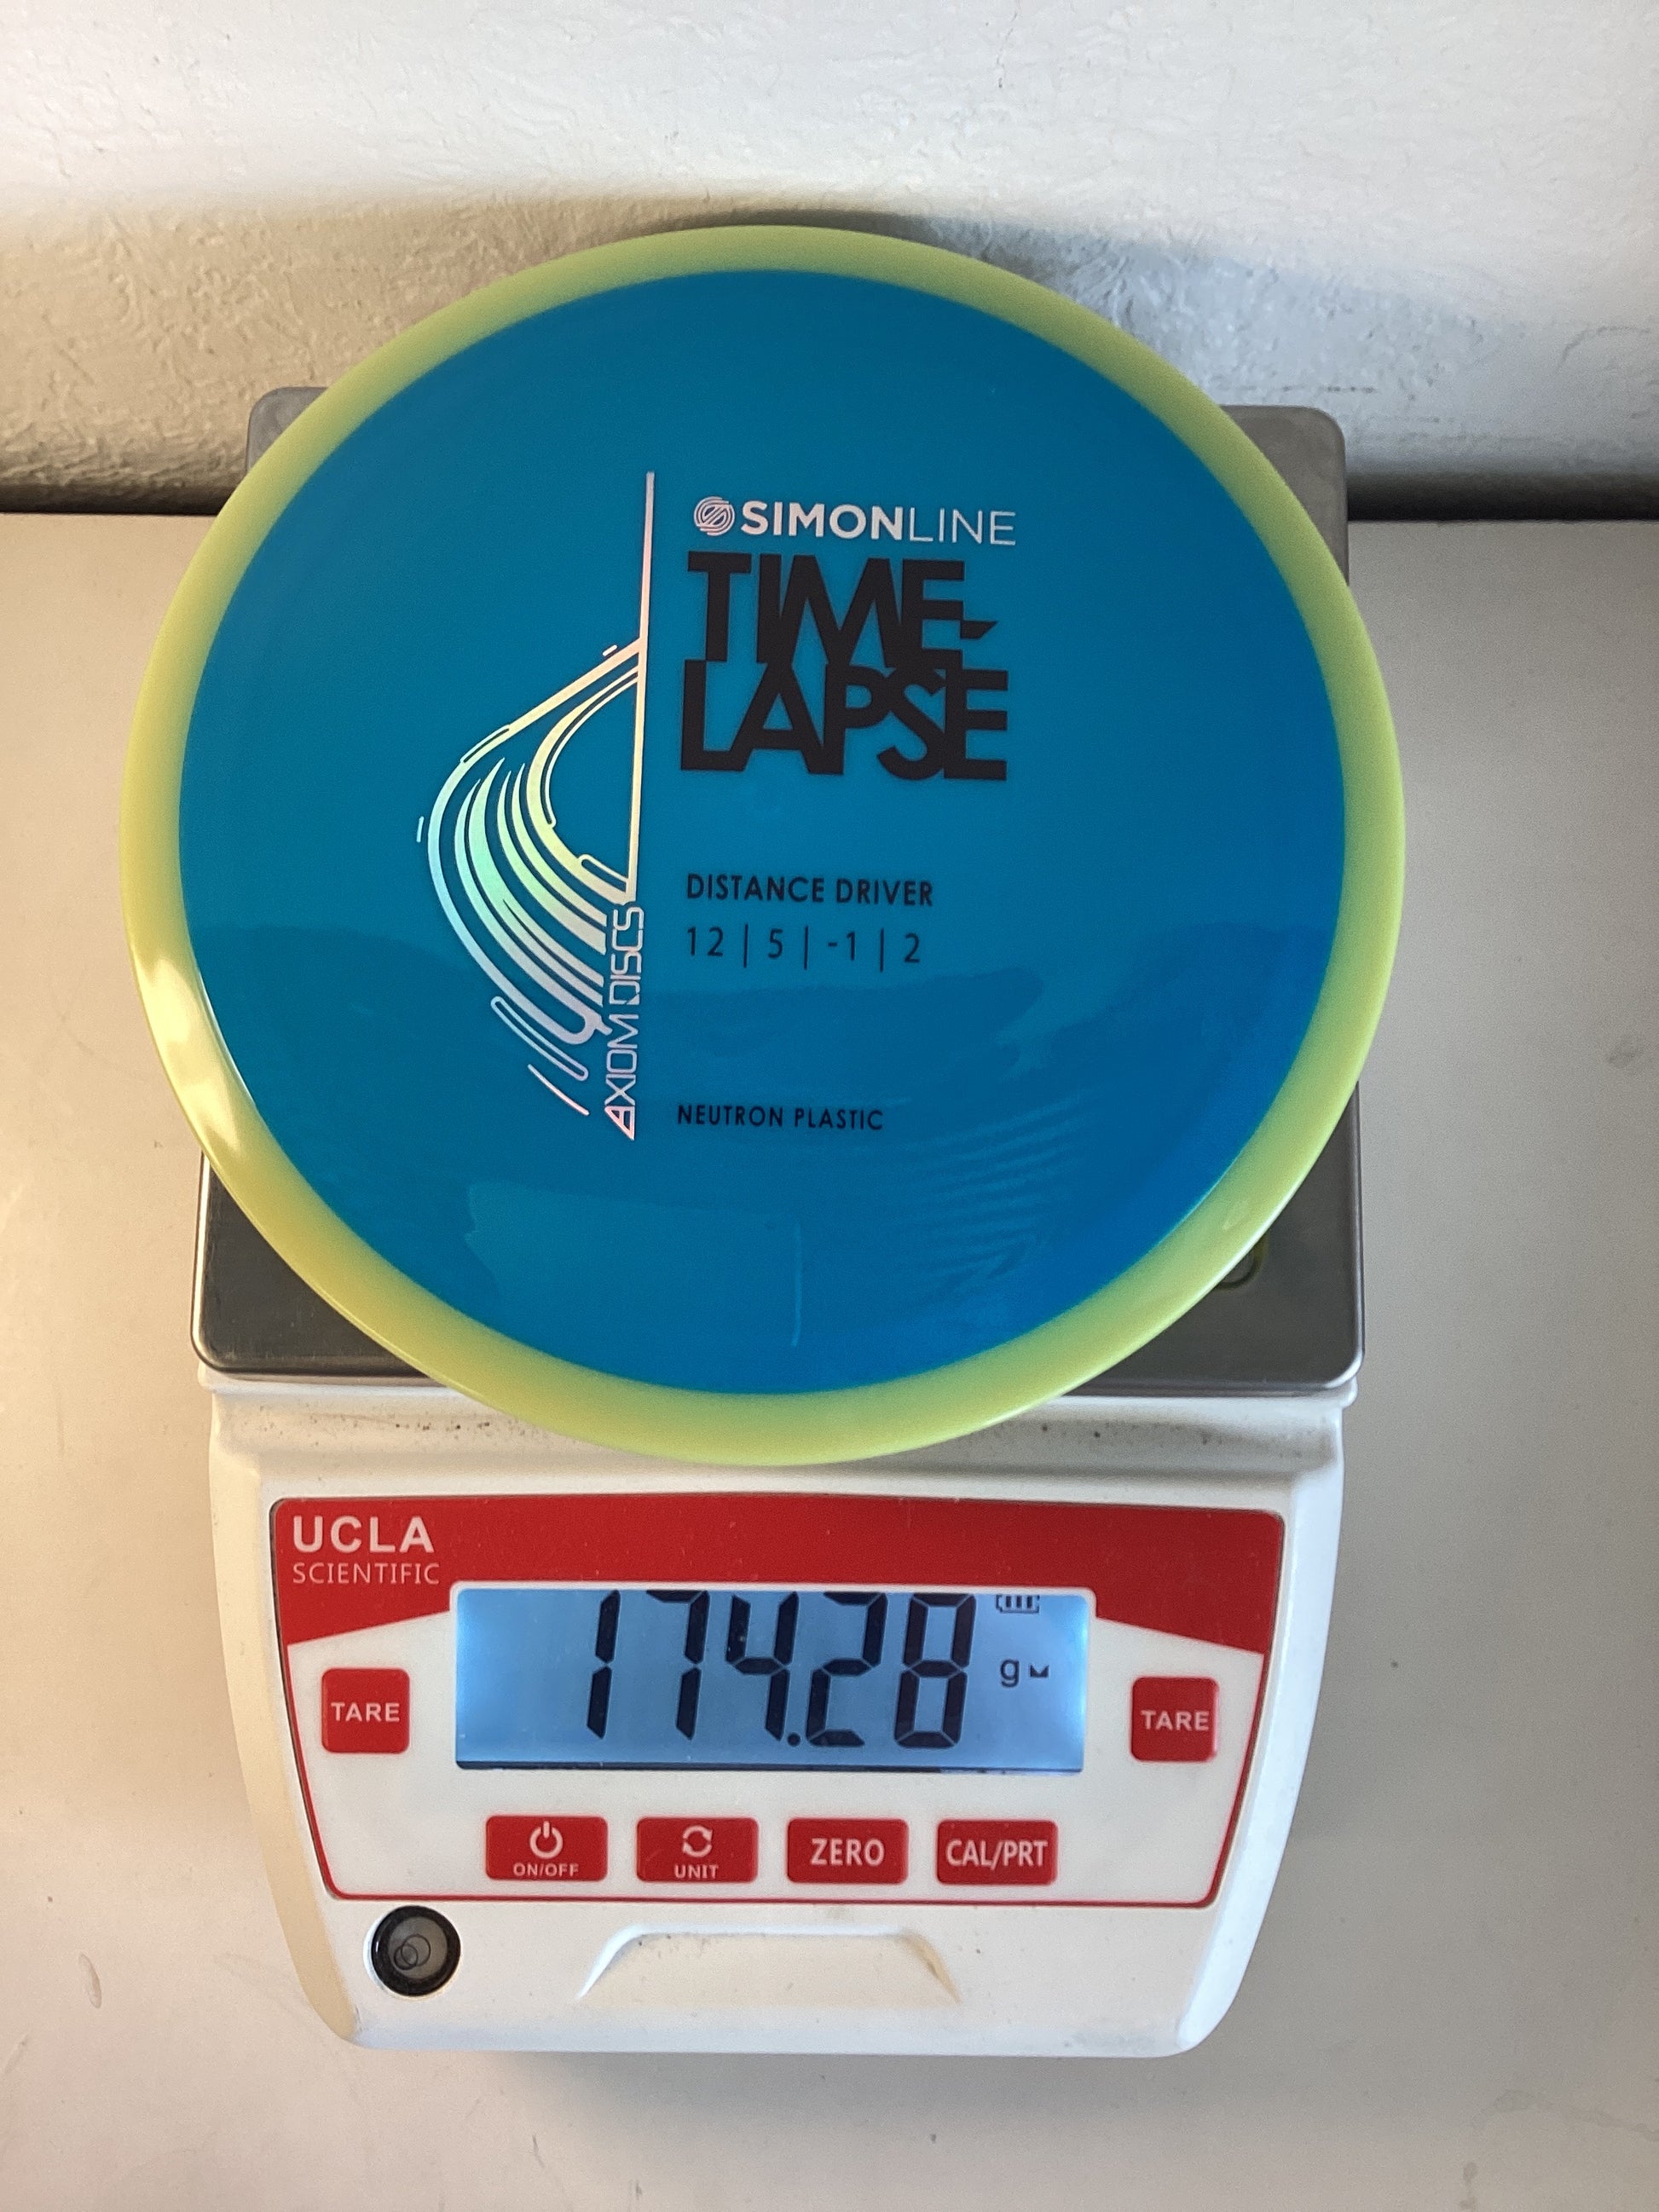 SIMONLINE
TIME-
LAPSE
DISTANCE DRIVER
12 | 5 | -1 | 2
AXIOM DISCS
NEUTRON PLASTIC
UCLA
SCIENTIFIC
174.28 g
TARE
TARE
ON/OFF
UNIT
ZERO
CAL/PRT